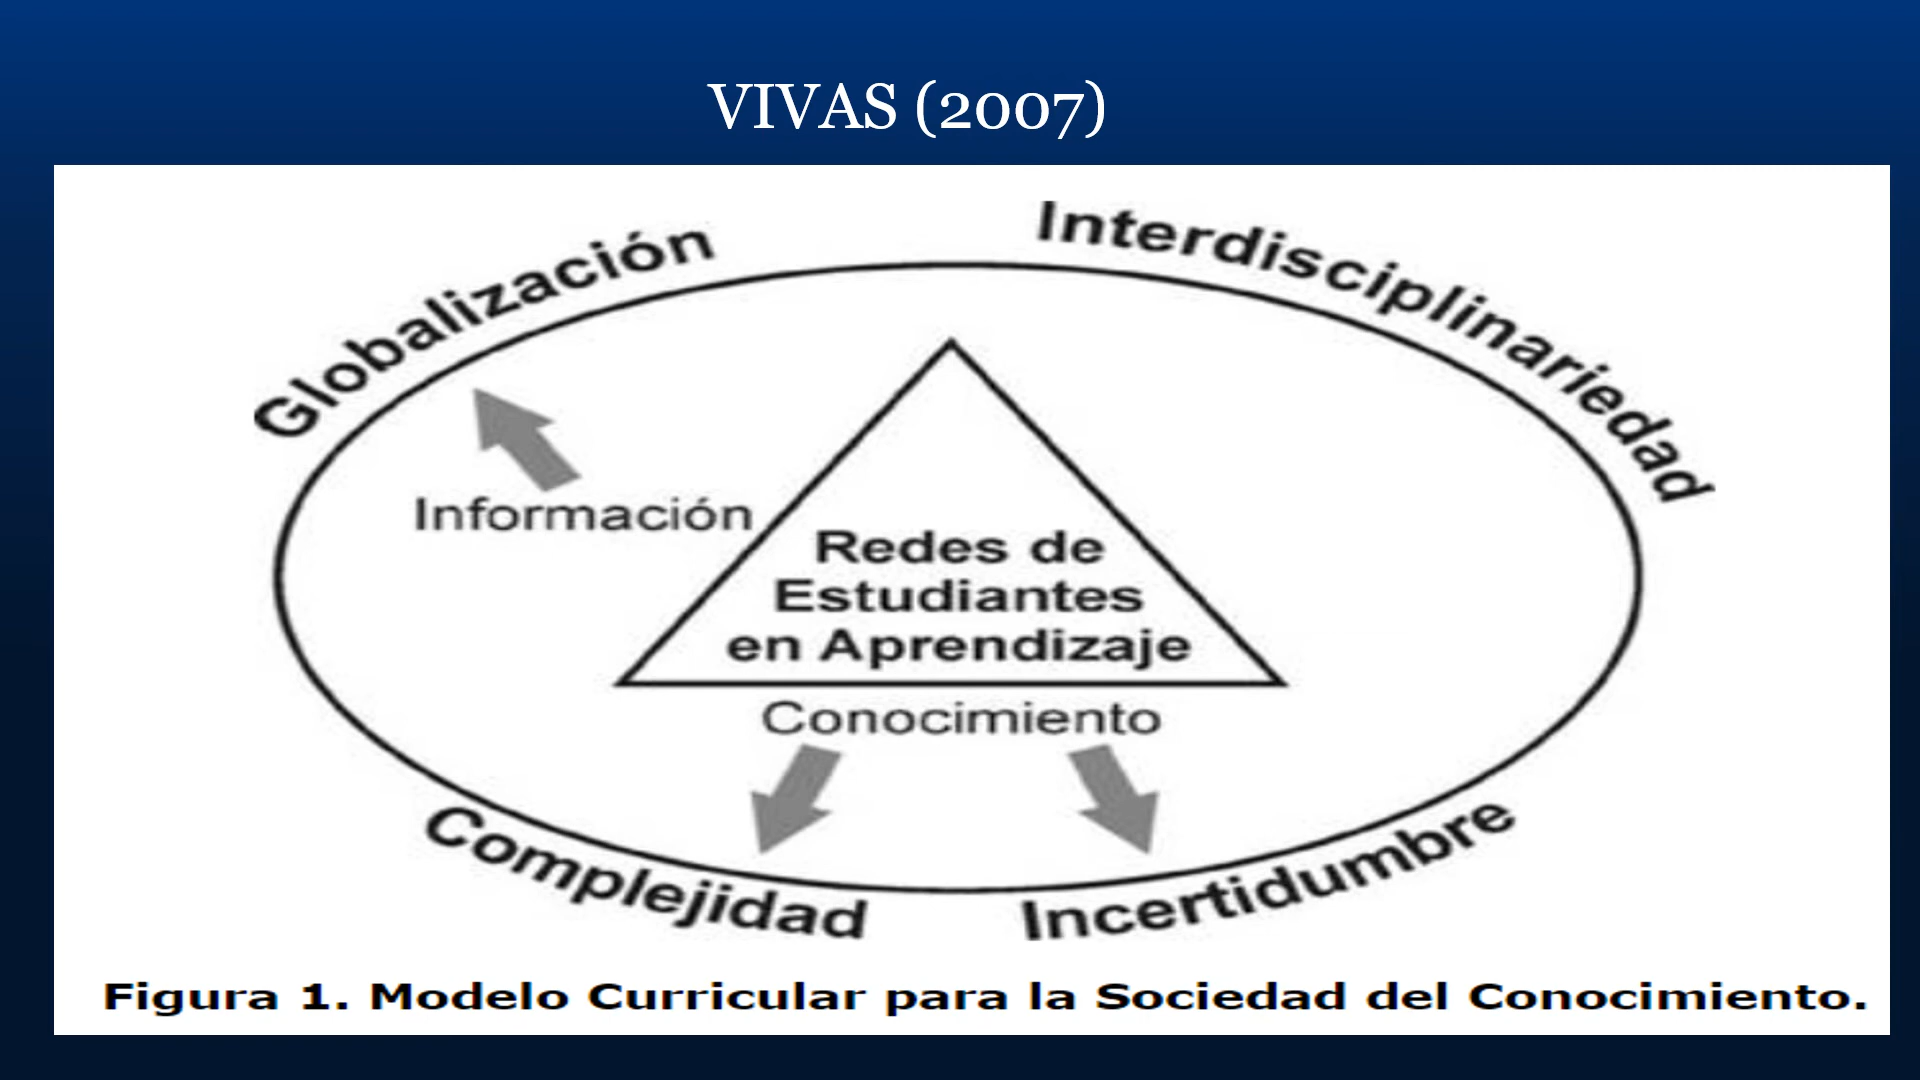 VIVAS (2007)
Globalización
Interdisciplinariedad
Información
Redes de
Estudiantes
en Aprendizaje
Conocimiento
Complejidad
Incertidumbre
Figura 1. Modelo Curricular para la Sociedad del Conocimiento.